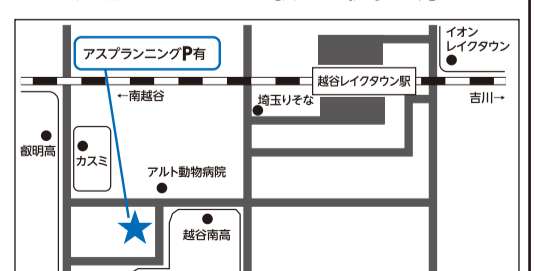 イオン
レイクタウン
アスプランニングP有
越谷レイクタウン駅
←南越谷
埼玉りそな
吉川→
叡明高
カスミ
アルト動物病院
越谷南高